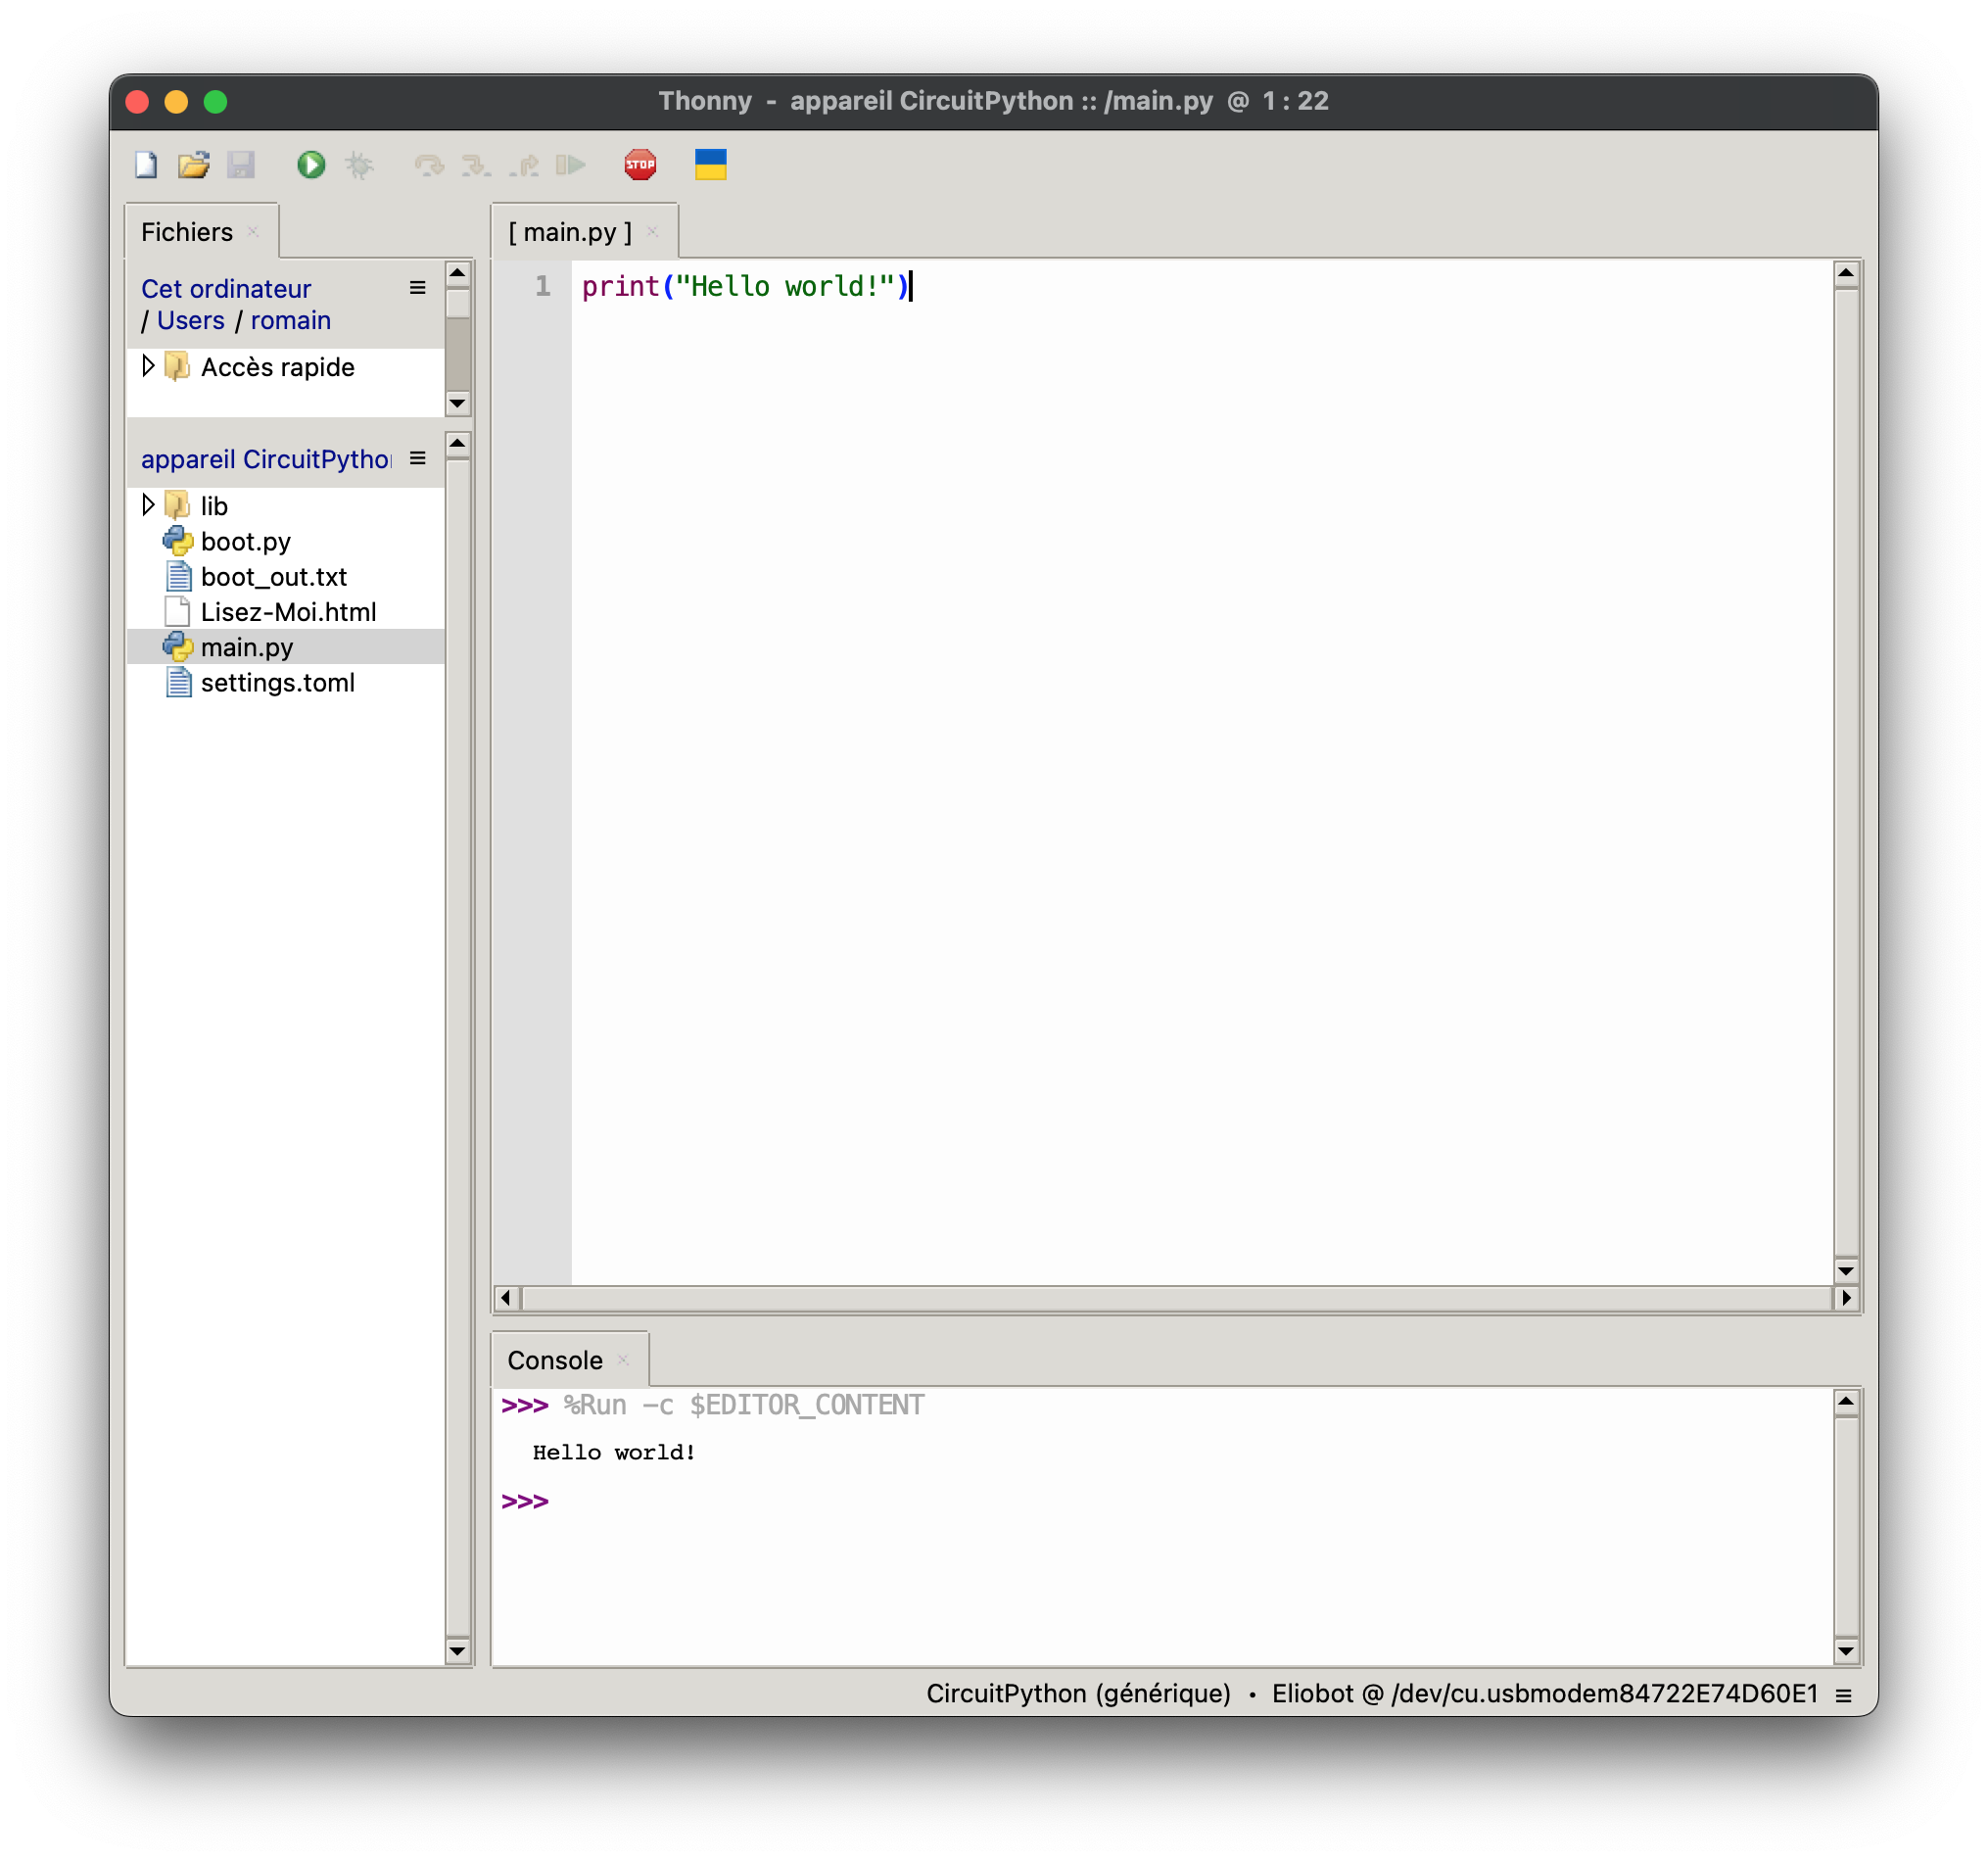 Thonny - appareil CircuitPython :: /main.py @ 1 : 22
STOP
Fichiers
Cet ordinateur
/ Users / romain
Accès rapide
appareil CircuitPython
lib
boot.py
boot_out.txt
Lisez-Moi.html
main.py
settings.toml
[ main.py ]
1 print("Hello world!")
Console
>>> %Run -c $EDITOR_CONTENT
Hello world!
>>>
CircuitPython (générique) • Eliobot @ /dev/cu.usbmodem84722E74D60E1 ≡